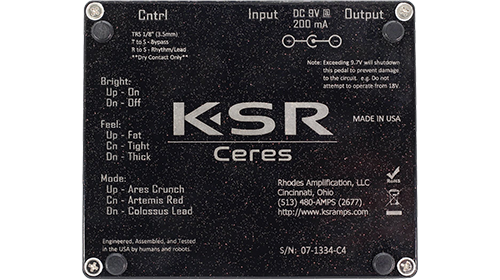 Cntrl
TRS 1/8" (3.5mm)
T to S - Bypass
R to S - Rhythm/Lead
**Dry Contact Only**
Input
DC 9V
200 mA
Output
Note: Exceeding 9.7V will shutdown
this pedal to prevent damage
to the circuit. e.g. Do not
attempt to operate from 18V.
Bright:
Up - On
Dn - Off
Feel:
Up - Fat
Cn - Tight
Dn - Thick
Mode:
Up - Ares Crunch
Cn - Artemis Red
Dn - Colossus Lead
KSR
Ceres
MADE IN USA
RoHS
Rhodes Amplification, LLC
Cincinnati, Ohio
(513) 480-AMPS (2677)
http://www.ksramps.com
Engineered, Assembled, and Tested
in the USA by humans and robots.
S/N: 07-1334-C4